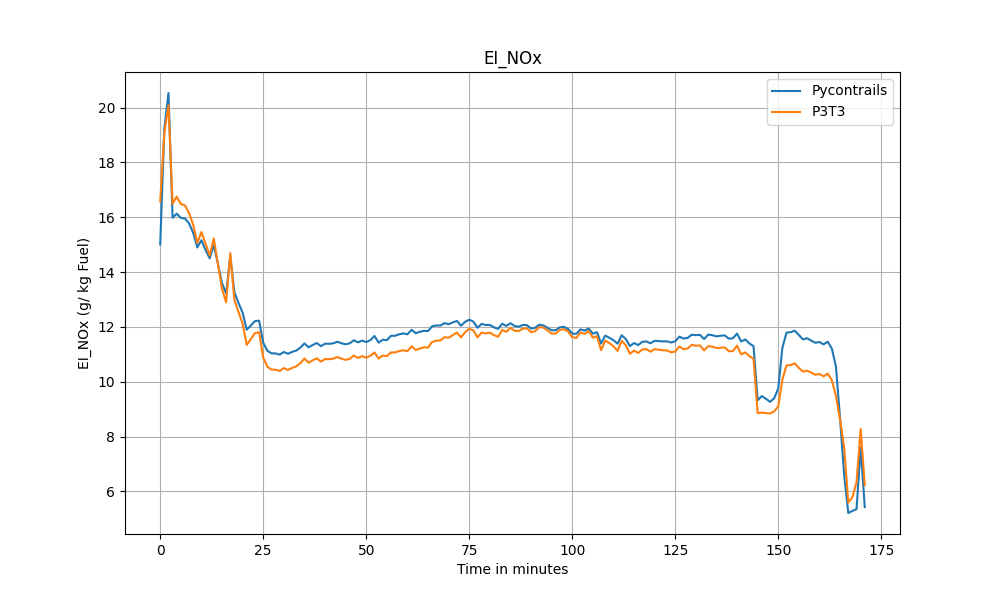 EI_NOx
Pycontrails
P3T3
EI_NOx (g/ kg Fuel)
20
18
16
14
12
10
8
6
0 25 50 75 100 125 150 175
Time in minutes